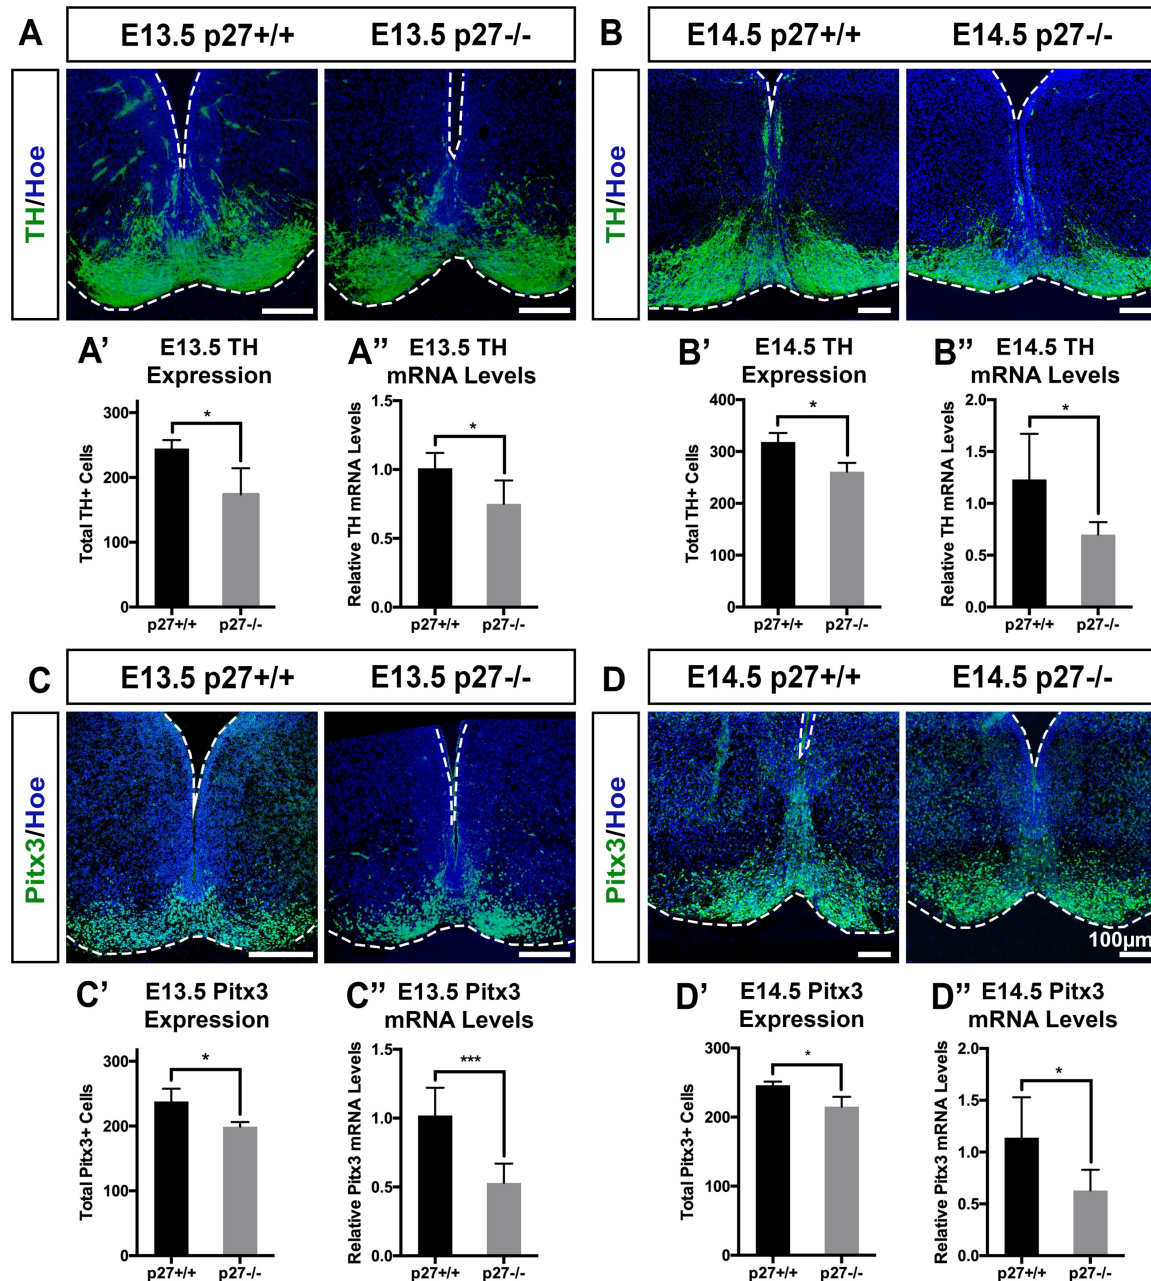 A
E13.5 p27+/+
E13.5 p27-/-
B
E14.5 p27+/+
E14.5 p27-/-
TH/Hoe
TH/Hoe
A'
E13.5 TH
Expression
Total TH+ Cells
300
200
100
0
*
p27+/+
p27-/-
A''
E13.5 TH
mRNA Levels
Relative TH mRNA Levels
1.5
1.0
0.5
0.0
*
p27+/+
p27-/-
B'
E14.5 TH
Expression
Total TH+ Cells
400
300
200
100
0
*
p27+/+
p27-/-
B''
E14.5 TH
mRNA Levels
Relative TH mRNA Levels
2.0
1.5
1.0
0.5
0.0
*
p27+/+
p27-/-
C
E13.5 p27+/+
E13.5 p27-/-
D
E14.5 p27+/+
E14.5 p27-/-
Pitx3/Hoe
Pitx3/Hoe
100µm
C'
E13.5 Pitx3
Expression
Total Pitx3+ Cells
300
200
100
0
*
p27+/+
p27-/-
C''
E13.5 Pitx3
mRNA Levels
Relative Pitx3 mRNA Levels
1.5
1.0
0.5
0.0
***
p27+/+
p27-/-
D'
E14.5 Pitx3
Expression
Total Pitx3+ Cells
300
200
100
0
*
p27+/+
p27-/-
D''
E14.5 Pitx3
mRNA Levels
Relative Pitx3 mRNA Levels
2.0
1.5
1.0
0.5
0.0
*
p27+/+
p27-/-